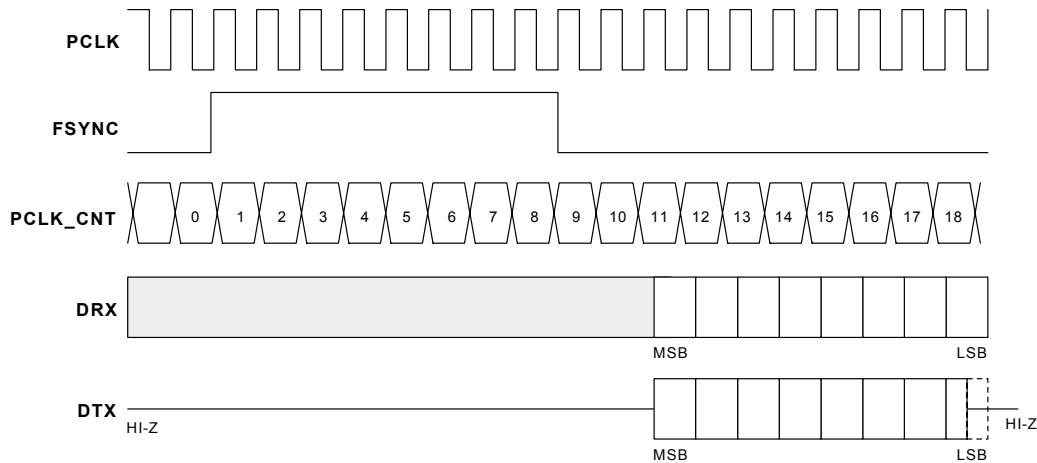 PCLK
FSYNC
PCLK_CNT 0 1 2 3 4 5 6 7 8 9 10 11 12 13 14 15 16 17 18
DRX
MSB LSB
DTX
HI-Z HI-Z
MSB LSB